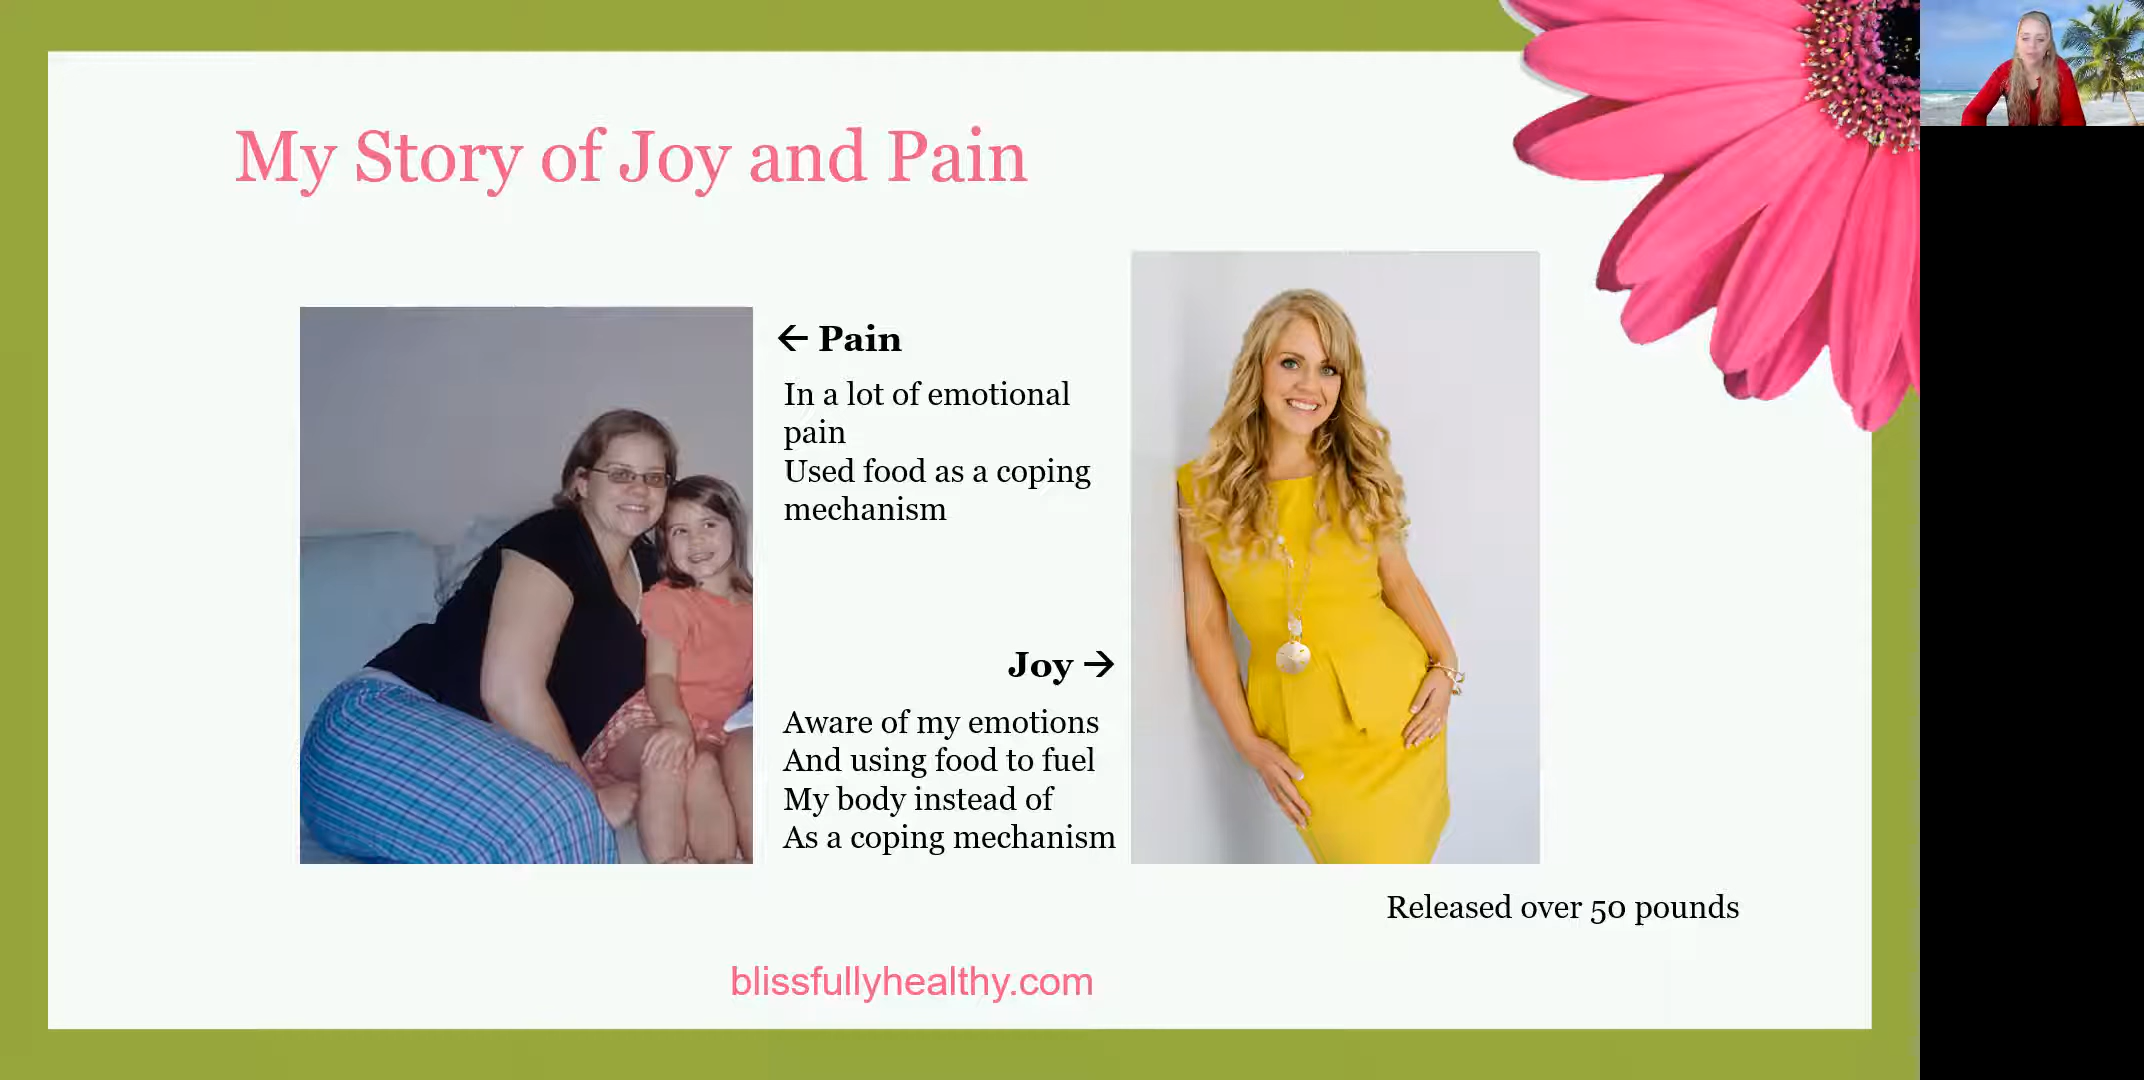 My Story of Joy and Pain
← Pain
In a lot of emotional
pain
Used food as a coping
mechanism
Joy →
Aware of my emotions
And using food to fuel
My body instead of
As a coping mechanism
Released over 50 pounds
blissfullyhealthy.com